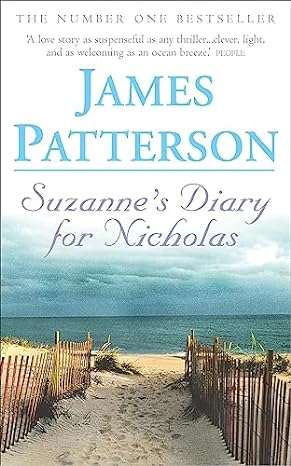 THE NUMBER ONE BESTSELLER
'A love story as suspenseful as any thriller...clever, light,
and as welcoming as an ocean breeze.' PEOPLE
JAMES
PATTERSON
Suzanne's Diary
for Nicholas